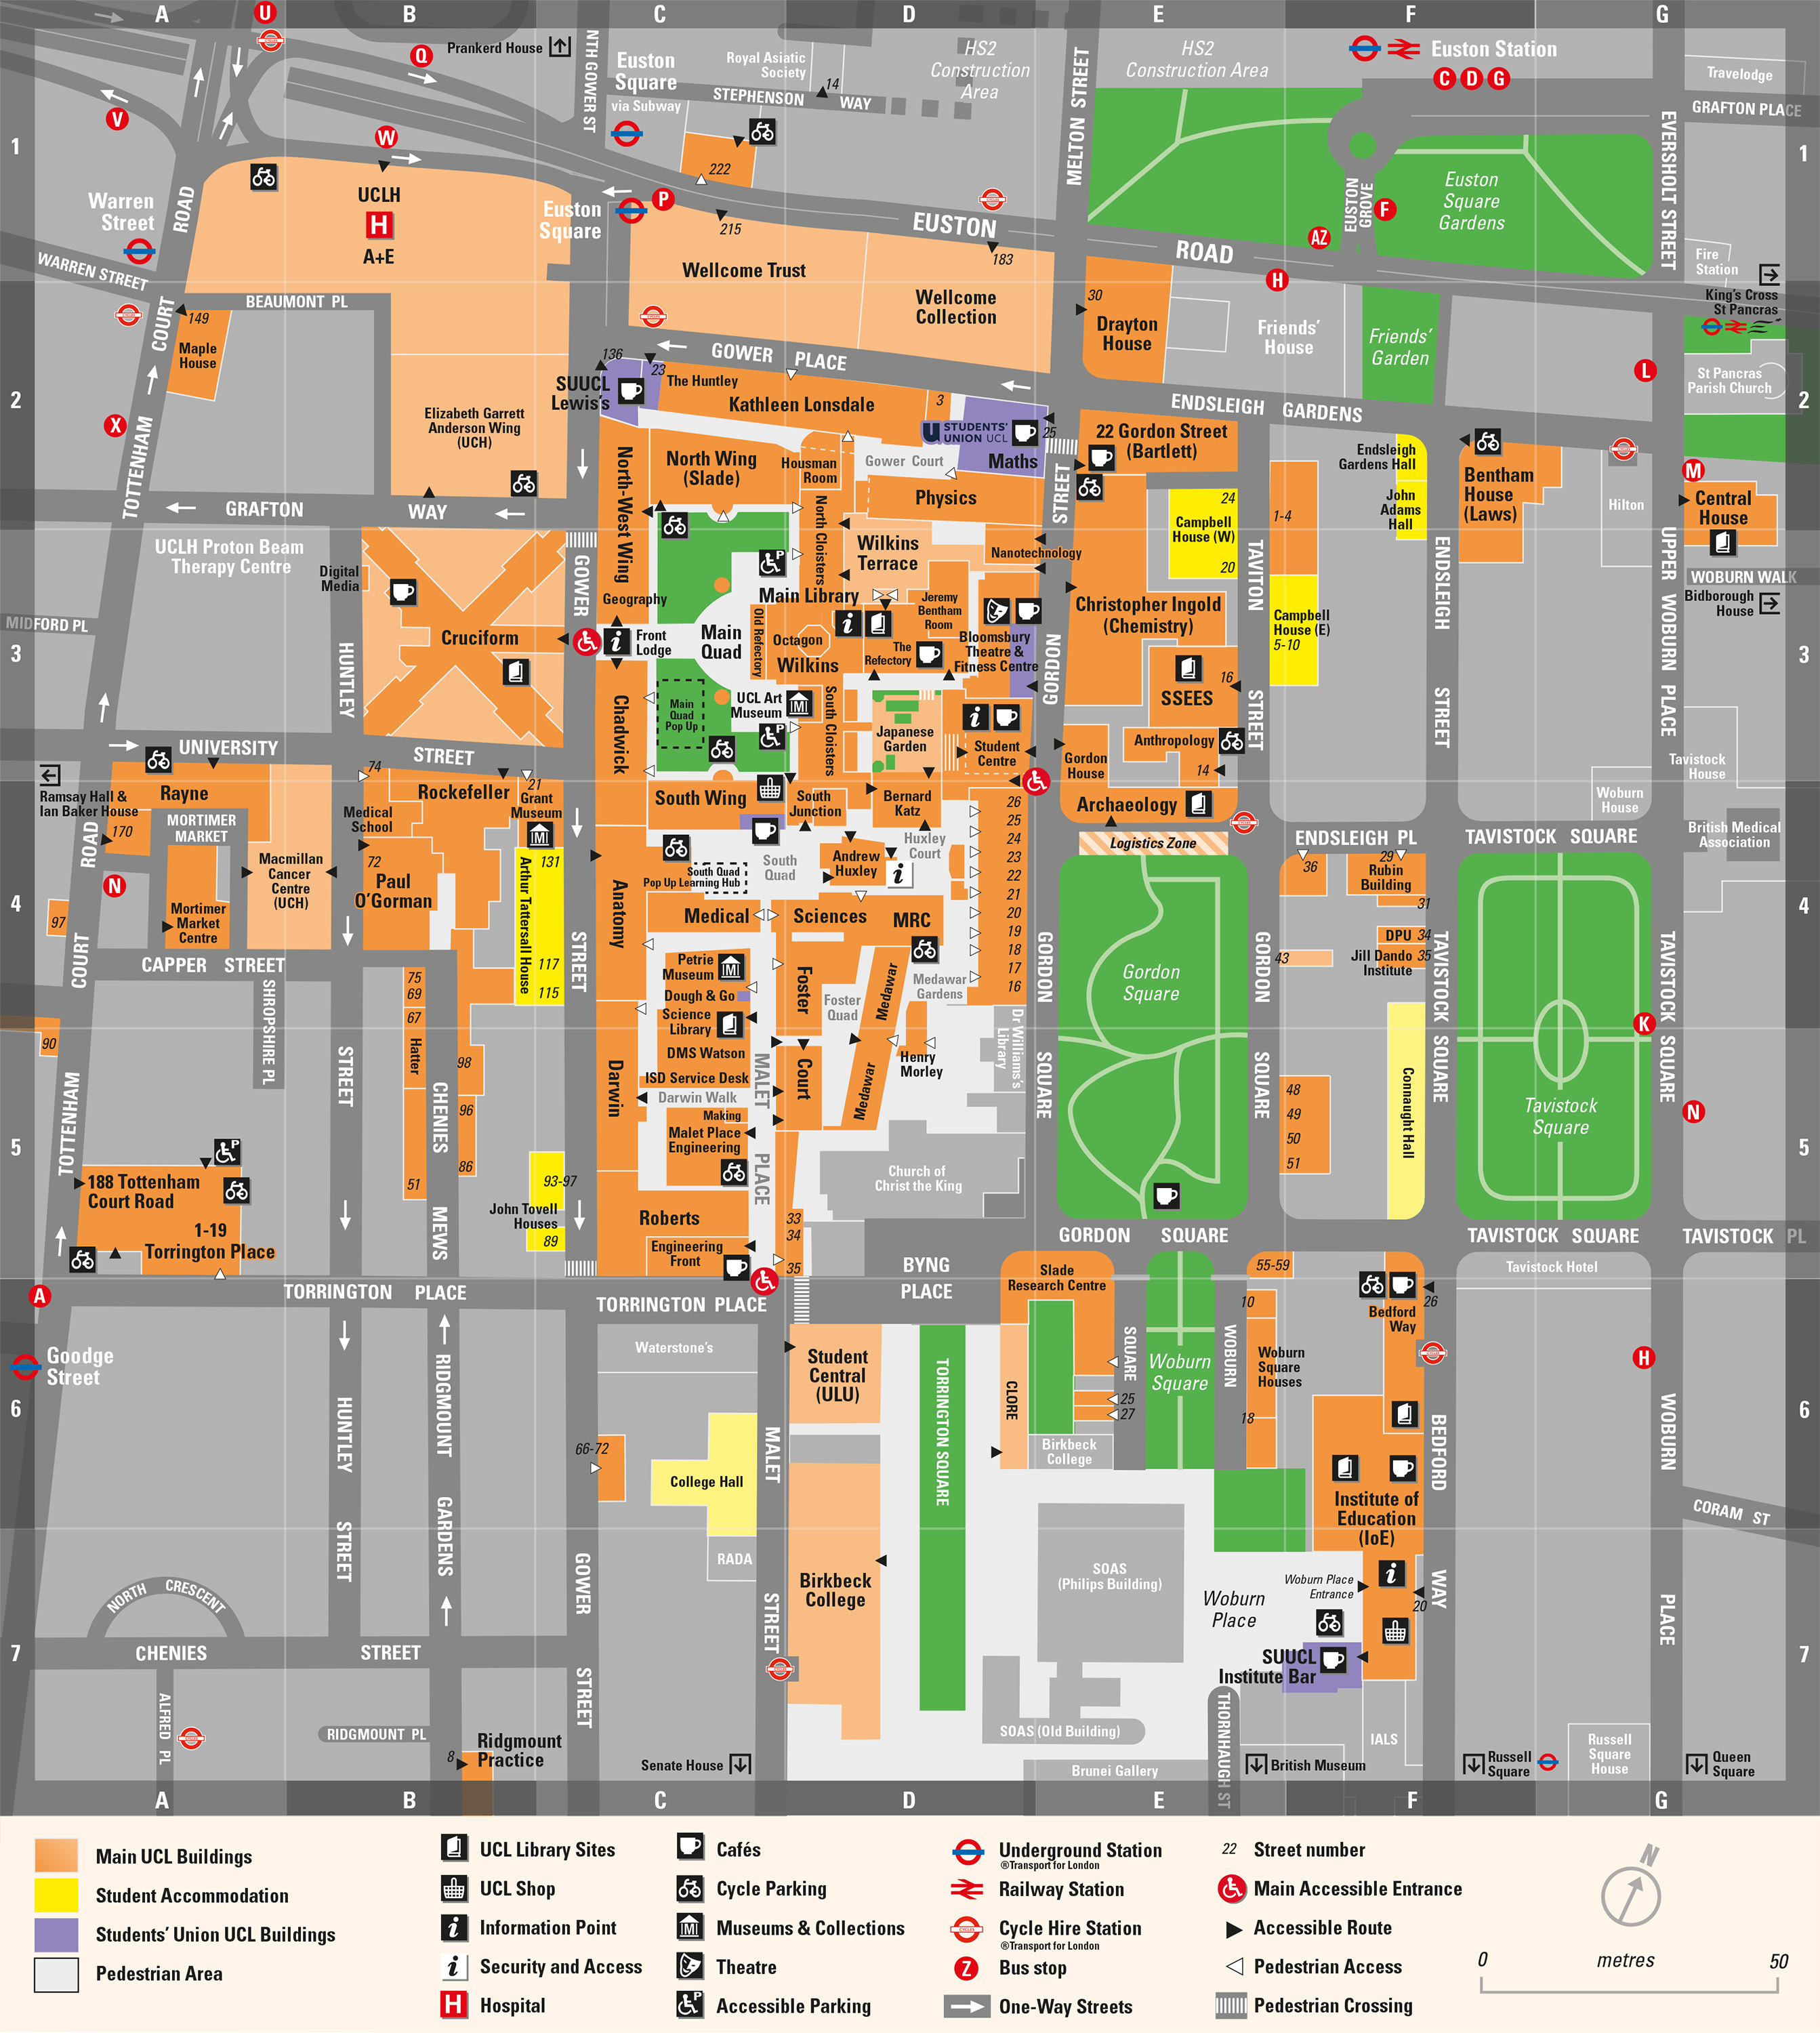 A
B
C
D
E
F
G
U
Q
Prankerd House
NTH GOWER ST
Euston
Square
via Subway
Royal Asiatic
Society
14
STEPHENSON WAY
HS2
Construction
Area
MELTON STREET
HS2
Construction Area
Euston Station
C D G
Travelodge
GRAFTON PLACE
V
W
1
1
222
EVERSHOLT STREET
Warren
Street
ROAD
UCLH
H
A+E
Euston
Square
P
215
EUSTON
183
ROAD
Euston
Square
Gardens
EUSTON
GROVE
F
AZ
H
Fire
Station
WARREN STREET
BEAUMONT PL
Wellcome Trust
Wellcome
Collection
30
Drayton
House
Friends'
House
Friends'
Garden
King's Cross
St Pancras
149
Maple
House
COURT
136
23
GOWER PLACE
SUUCL
Lewis's
The Huntley
Kathleen Lonsdale
3
STUDENTS'
UNION UCL
25
Maths
ENDSLEIGH GARDENS
L
St Pancras
Parish Church
2
2
X
TOTTENHAM
Elizabeth Garrett
Anderson Wing
(UCH)
North-West Wing
North Wing
(Slade)
Housman
Room
Gower Court
Physics
STREET
22 Gordon Street
(Bartlett)
Endsleigh
Gardens Hall
John
Adams
Hall
Bentham
House
(Laws)
Hilton
M
Central
House
GRAFTON WAY
UCLH Proton Beam
Therapy Centre
Digital
Media
GOWER
North Cloisters
Wilkins
Terrace
Nanotechnology
24
Campbell
House (W)
20
TAVITON
1-4
ENDSLEIGH
UPPER WOBURN PLACE
WOBURN WALK
Bidborough
House
MIDFORD PL
HUNTLEY
Cruciform
Geography
Front
Lodge
Main
Quad
Main Library
Old Refectory
Octagon
Wilkins
Jeremy
Bentham
Room
The
Refectory
Bloomsbury
Theatre &
Fitness Centre
GORDON
Christopher Ingold
(Chemistry)
Campbell
House (E)
5-10
3
3
SSEES
16
STREET
STREET
Chadwick
Main
Quad
Pop Up
UCL Art
Museum
South Cloisters
Japanese
Garden
Student
Centre
Gordon
House
Anthropology
14
Tavistock
House
UNIVERSITY
STREET
Ramsay Hall &
Ian Baker House
170
Rayne
MORTIMER
MARKET
74
Medical
School
Rockefeller
21
Grant
Museum
South Wing
South
Junction
Bernard
Katz
26
25
24
23
22
21
20
19
18
17
16
Archaeology
Woburn
House
British Medical
Association
ROAD
N
Macmillan
Cancer
Centre
(UCH)
72
Paul
O'Gorman
131
Arthur Tattersall House
117
115
South Quad
Pop Up Learning Hub
South
Quad
Andrew
Huxley
Huxley
Court
Logistics Zone
ENDSLEIGH PL
TAVISTOCK SQUARE
36
29
Rubin
Building
31
4
4
97
Mortimer
Market
Centre
COURT
CAPPER STREET
STREET
Anatomy
Medical
Sciences
MRC
GORDON
Gordon
Square
GORDON
DPU 34
Jill Dando 35
Institute
43
TAVISTOCK
TAVISTOCK
Petrie
Museum
Dough & Go
Science
Library
DMS Watson
ISD Service Desk
Darwin Walk
Foster
Foster
Quad
Medawar
Medawar
Gardens
SHROPSHIRE PL
75
69
67
Hatter
51
90
98
96
86
CHENIES
MEWS
STREET
Darwin
MALET
PLACE
Court
Medawar
Henry
Morley
Dr Williams's
Library
SQUARE
SQUARE
SQUARE
SQUARE
K
N
48
49
50
51
Connaught Hall
Tavistock
Square
5
5
TOTTENHAM
Making
Malet Place
Engineering
Church of
Christ the King
188 Tottenham
Court Road
1-19
Torrington Place
93-97
John Tovell
Houses
89
Roberts
Engineering
Front
33
34
35
GORDON SQUARE
TAVISTOCK SQUARE
TAVISTOCK PL
A
TORRINGTON PLACE
TORRINGTON PLACE
BYNG
PLACE
Slade
Research Centre
55-59
10
Bedford
Way
26
Tavistock Hotel
Goodge
Street
RIDGMOUNT
GARDENS
HUNTLEY
STREET
Waterstone's
Student
Central
(ULU)
TORRINGTON SQUARE
CLORE
SQUARE
25
27
Woburn
Square
WOBURN
Woburn
Square
Houses
18
H
6
6
66-72
College Hall
MALET
Birkbeck
College
BEDFORD
WOBURN
Institute of
Education
(IoE)
CORAM ST
NORTH CRESCENT
GOWER
RADA
Birkbeck
College
SOAS
(Philips Building)
Woburn
Place
Woburn Place
Entrance
20
WAY
PLACE
7
7
CHENIES STREET
STREET
STREET
SUUCL
Institute Bar
ALFRED PL
RIDGMOUNT PL
8
Ridgmount
Practice
Senate House
SOAS (Old Building)
Brunei Gallery
THORNHAUGH ST
British Museum
IALS
Russell
Square
Russell
Square
House
Queen
Square
A
B
C
D
E
F
G
Main UCL Buildings
Student Accommodation
Students' Union UCL Buildings
Pedestrian Area
UCL Library Sites
UCL Shop
Information Point
Security and Access
H Hospital
Cafés
Cycle Parking
Museums & Collections
Theatre
Accessible Parking
Underground Station
®Transport for London
Railway Station
Cycle Hire Station
®Transport for London
Z Bus stop
One-Way Streets
22 Street number
Main Accessible Entrance
Accessible Route
Pedestrian Access
Pedestrian Crossing
N
0 metres 50